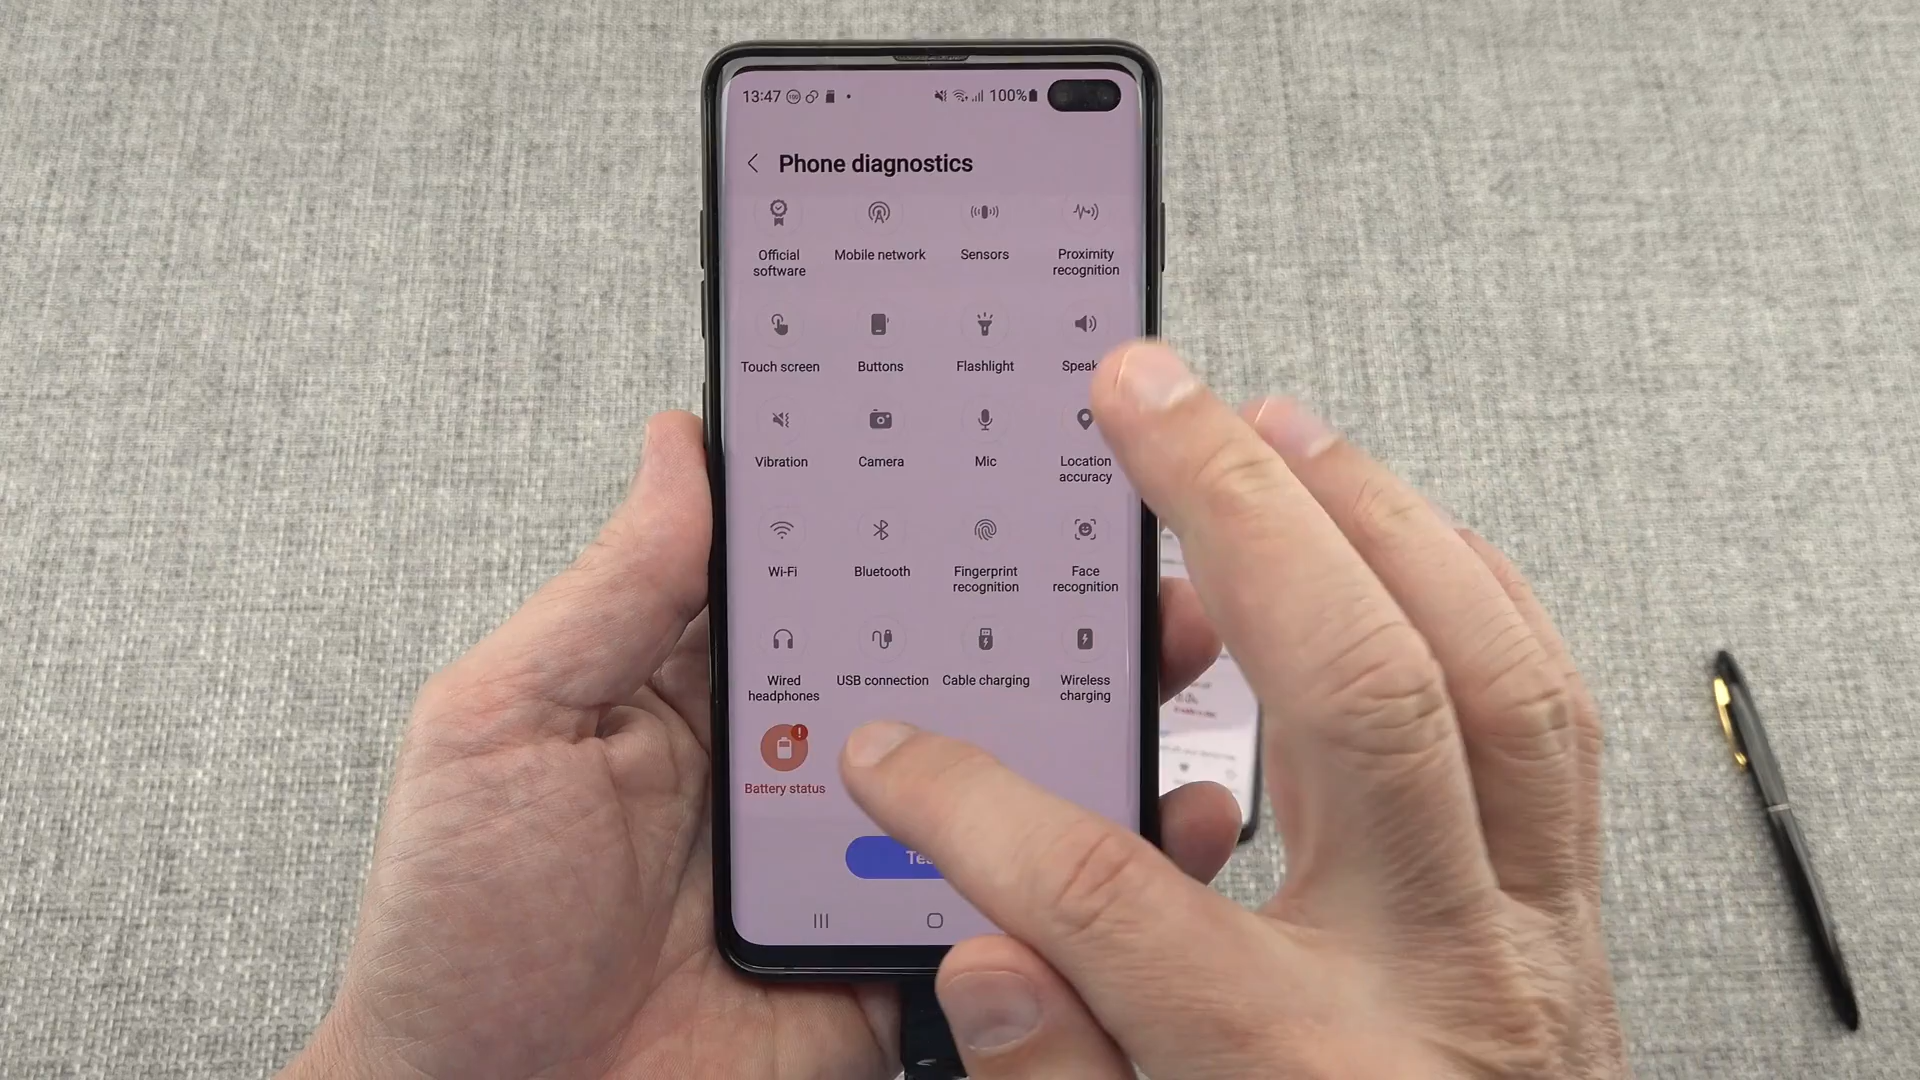 13:47 100%
Phone diagnostics
Official software
Mobile network
Sensors
Proximity recognition
Touch screen
Buttons
Flashlight
Vibration
Camera
Mic
Location accuracy
Wi-Fi
Bluetooth
Fingerprint recognition
Face recognition
Wired headphones
USB connection
Cable charging
Wireless charging
Battery status